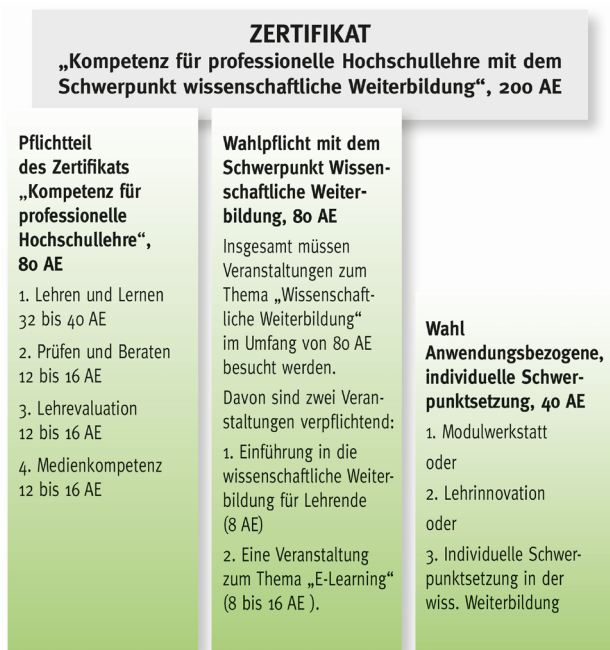 ZERTIFIKAT
„Kompetenz für professionelle Hochschullehre mit dem
Schwerpunkt wissenschaftliche Weiterbildung“, 200 AE
Pflichtteil
des Zertifikats
„Kompetenz für
professionelle
Hochschullehre“,
80 AE
1. Lehren und Lernen
32 bis 40 AE
2. Prüfen und Beraten
12 bis 16 AE
3. Lehrevaluation
12 bis 16 AE
4. Medienkompetenz
12 bis 16 AE
Wahlpflicht mit dem
Schwerpunkt Wissen-
schaftliche Weiter-
bildung, 80 AE
Insgesamt müssen
Veranstaltungen zum
Thema „Wissenschaft-
liche Weiterbildung“
im Umfang von 80 AE
besucht werden.
Davon sind zwei Veran-
staltungen verpflichtend:
1. Einführung in die
wissenschaftliche Weiter-
bildung für Lehrende
(8 AE)
2. Eine Veranstaltung
zum Thema „E-Learning“
(8 bis 16 AE ).
Wahl
Anwendungsbezogene,
individuelle Schwer-
punktsetzung, 40 AE
1. Modulwerkstatt
oder
2. Lehrinnovation
oder
3. Individuelle Schwer-
punktsetzung in der
wiss. Weiterbildung